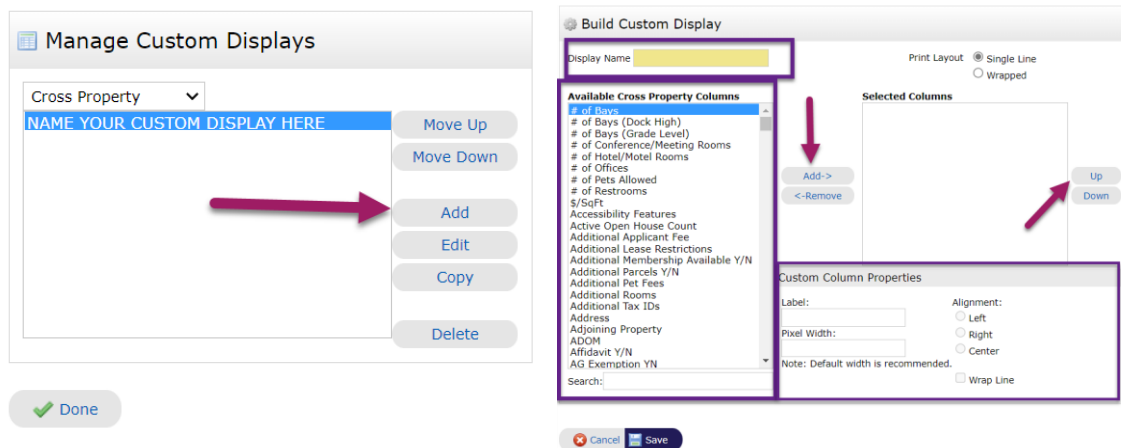 Manage Custom Displays
Cross Property
NAME YOUR CUSTOM DISPLAY HERE
Move Up
Move Down
Add
Edit
Copy
Delete
Done
Build Custom Display
Display Name
Print Layout
Single Line
Wrapped
Available Cross Property Columns
# of Bays
# of Bays (Dock High)
# of Bays (Grade Level)
# of Conference/Meeting Rooms
# of Hotel/Motel Rooms
# of Offices
# of Pets Allowed
# of Restrooms
$/SqFt
Accessibility Features
Active Open House Count
Additional Applicant Fee
Additional Lease Restrictions
Additional Membership Available Y/N
Additional Parcels Y/N
Additional Pet Fees
Additional Rooms
Additional Tax IDs
Address
Adjoining Property
ADOM
Affidavit Y/N
AG Exemption YN
Search:
Add->
<-Remove
Selected Columns
Up
Down
Custom Column Properties
Label:
Pixel Width:
Note: Default width is recommended.
Alignment:
Left
Right
Center
Wrap Line
Cancel
Save